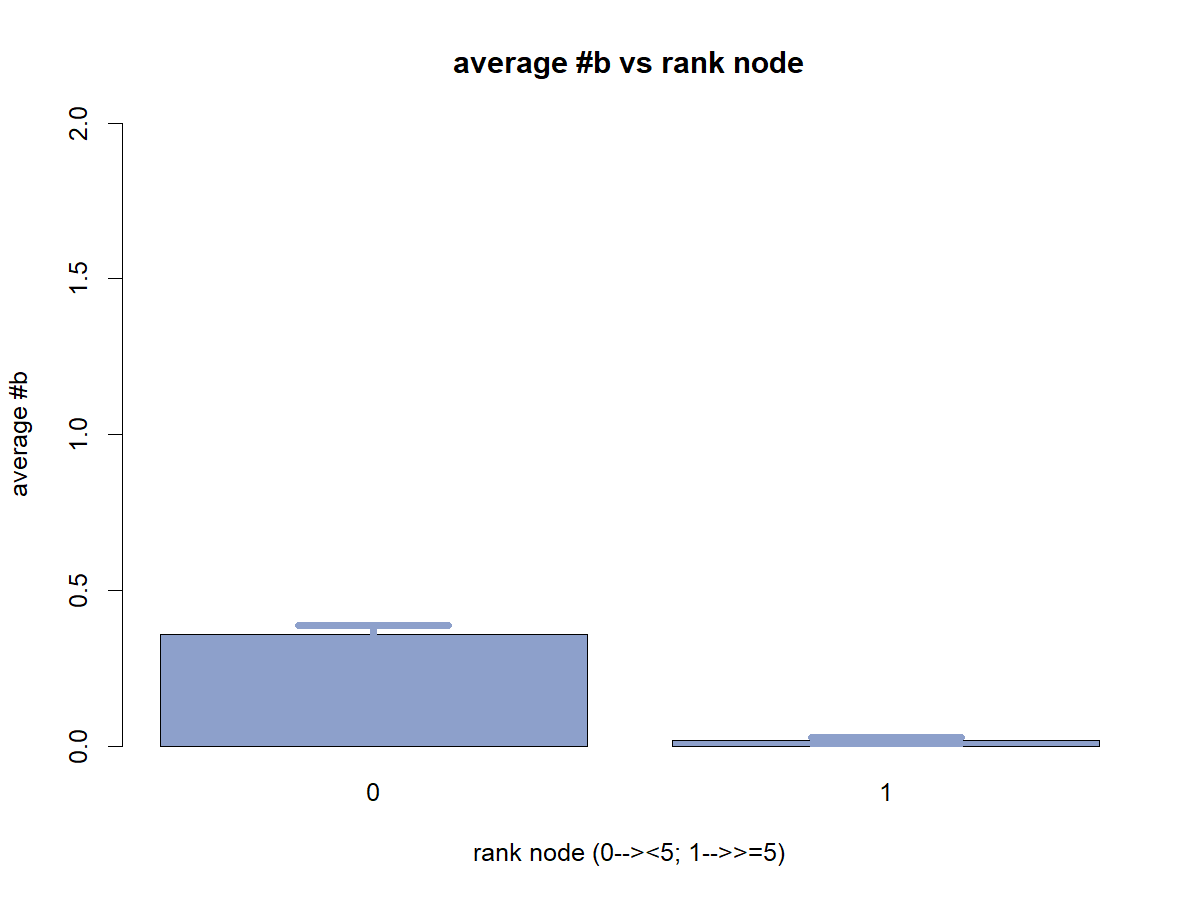 average #b vs rank node
2.0
1.5
1.0
0.5
0.0
average #b
0
1
rank node (0--><5; 1-->>=5)